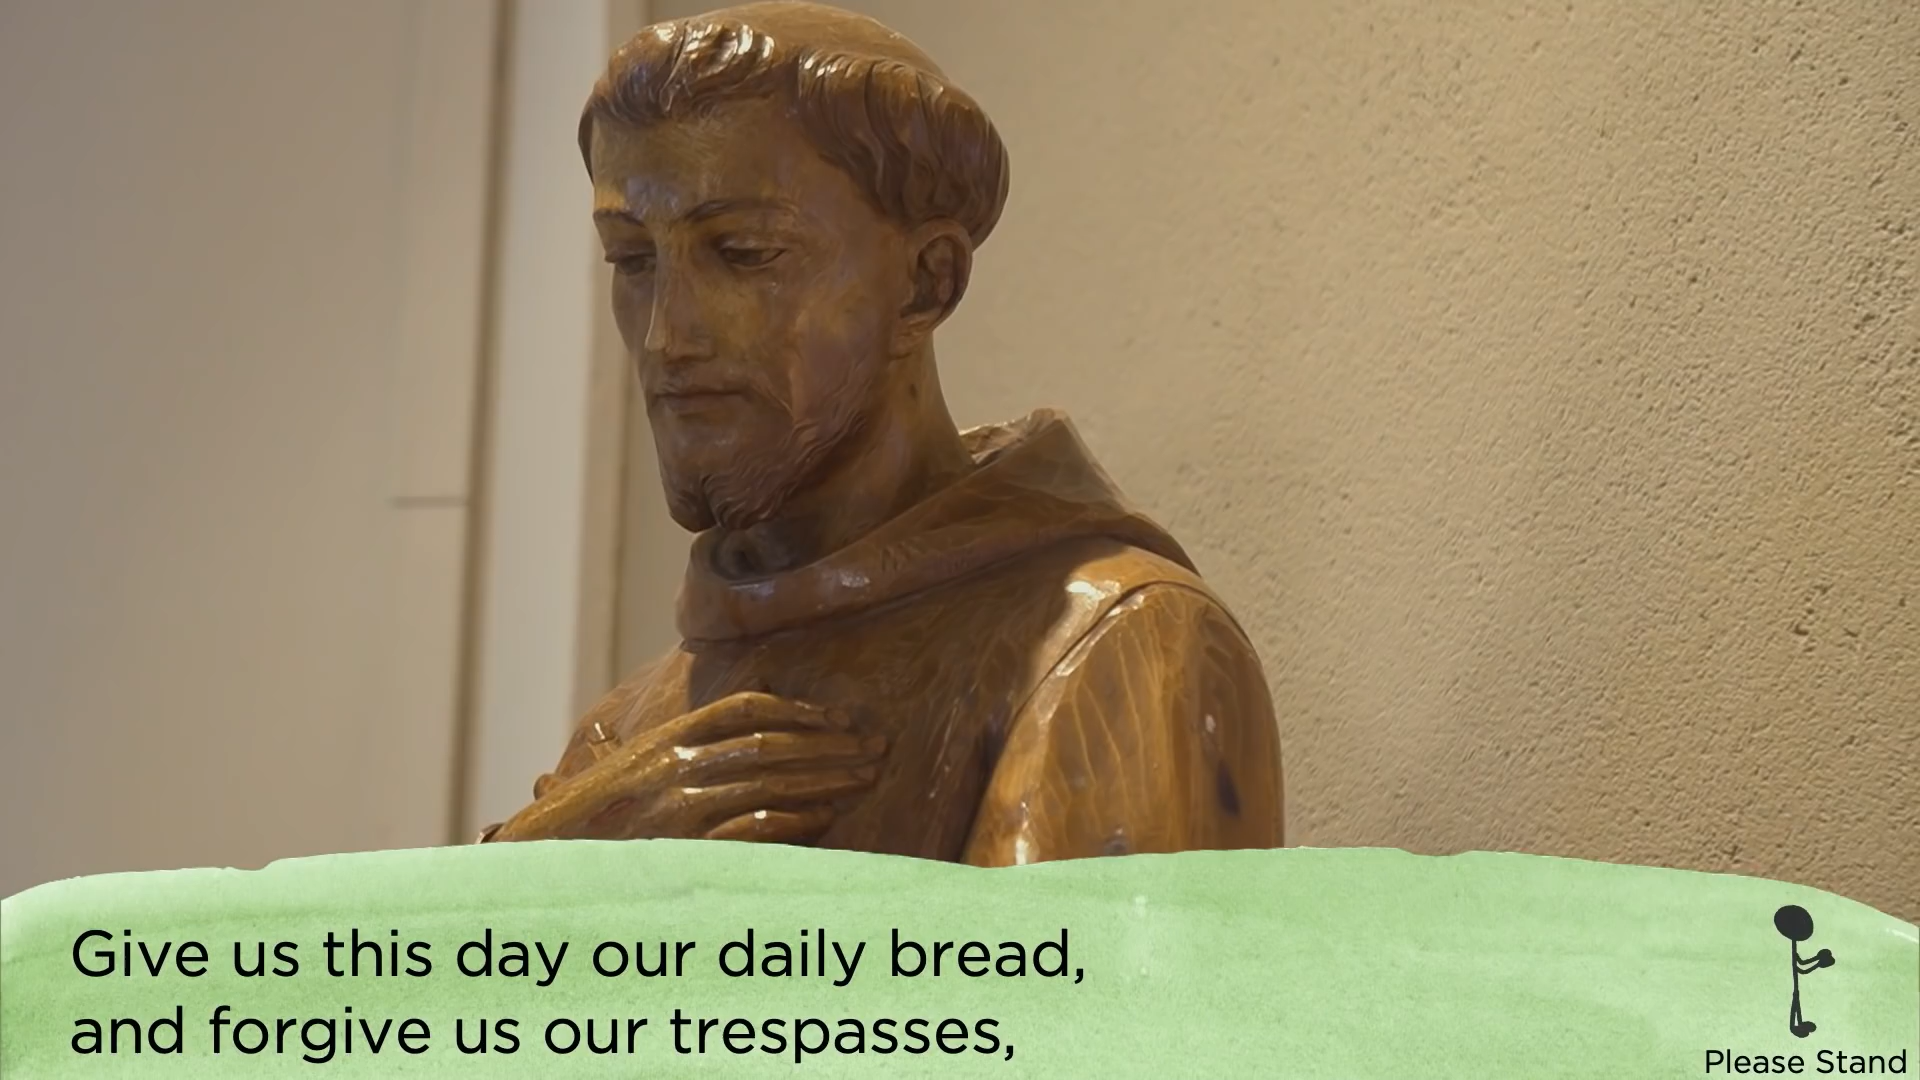 Give us this day our daily bread,
and forgive us our trespasses,
Please Stand